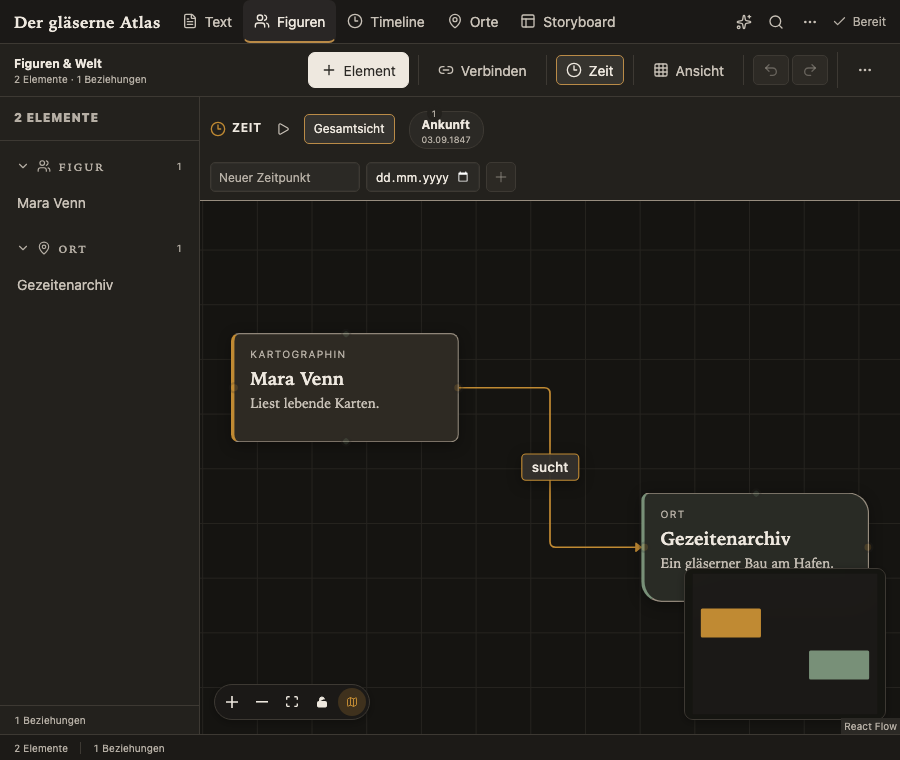 Der gläserne Atlas
Text
Figuren
Timeline
Orte
Storyboard
Bereit
Figuren & Welt
2 Elemente · 1 Beziehungen
Element
Verbinden
Zeit
Ansicht
2 ELEMENTE
FIGUR
1
Mara Venn
ORT
1
Gezeitenarchiv
ZEIT
Gesamtsicht
1
Ankunft
03.09.1847
Neuer Zeitpunkt
dd.mm.yyyy
KARTOGRAPHIN
Mara Venn
Liest lebende Karten.
sucht
ORT
Gezeitenarchiv
Ein gläserner Bau am Hafen.
React Flow
1 Beziehungen
2 Elemente
1 Beziehungen